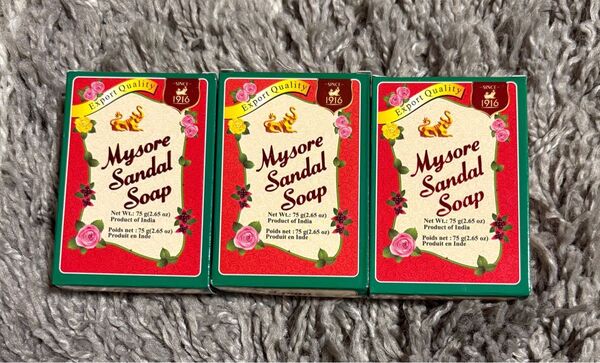 Export Quality
SINCE
1916
Mysore
Sandal
Soap
Net Wt.: 75 g(2.65 oz)
Product of India
Poids net : 75 g(2.65 oz)
Produit en Inde
Export Quality
SINCE
1916
Mysore
Sandal
Soap
Net Wt.: 75 g(2.65 oz)
Product of India
Poids net : 75 g(2.65 oz)
Produit en Inde
Export Quality
SINCE
1916
Mysore
Sandal
Soap
Net Wt.: 75 g(2.65 oz)
Product of India
Poids net : 75 g(2.65 oz)
Produit en Inde